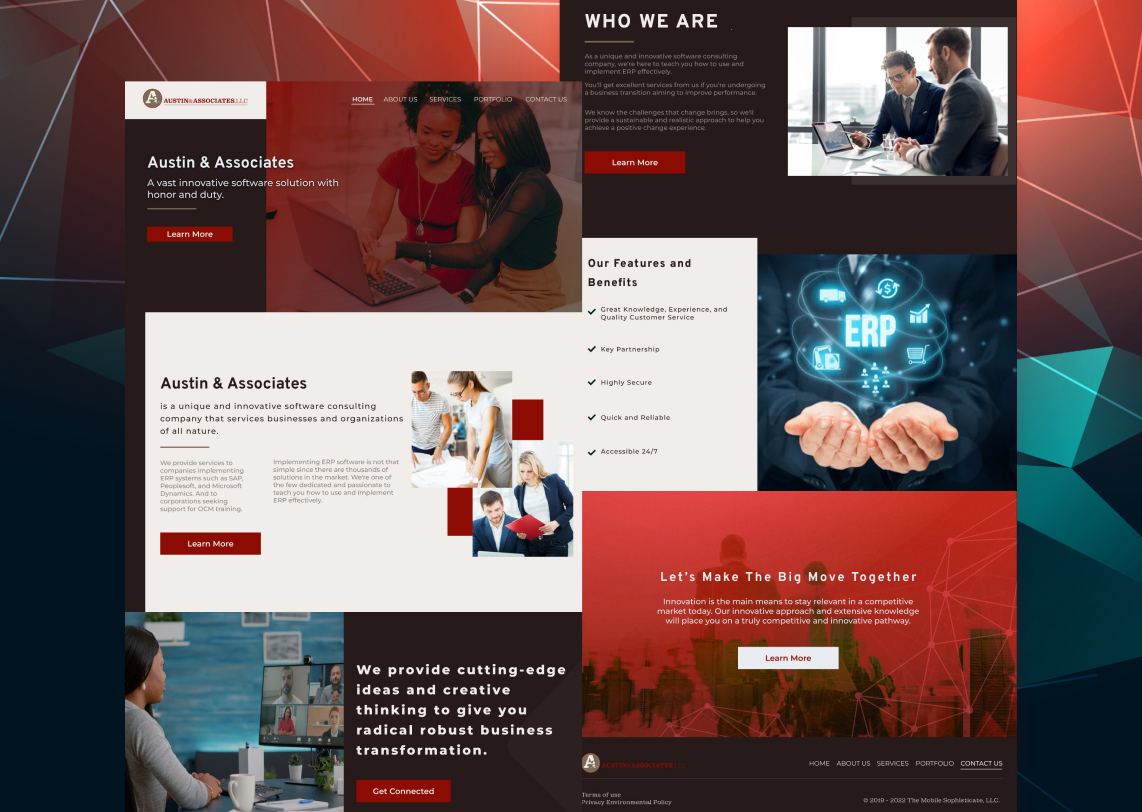 A AUSTIN&ASSOCIATES,LLC
HOME ABOUT US SERVICES PORTFOLIO CONTACT US
Austin & Associates
A vast innovative software solution with
honor and duty.
Learn More
Austin & Associates
is a unique and innovative software consulting
company that services businesses and organizations
of all nature.
We provide services to
companies implementing
ERP systems such as SAP,
Peoplesoft, and Microsoft
Dynamics. And to
corporations seeking
support for OCM training.
Implementing ERP software is not that
simple since there are thousands of
solutions in the market. We're one of
the few dedicated and passionate to
teach you how to use and implement
ERP effectively.
Learn More
We provide cutting-edge
ideas and creative
thinking to give you
radical robust business
transformation.
Get Connected
WHO WE ARE
As a unique and innovative software consulting
company, we're here to teach you how to use and
implement ERP effectively.
You'll get excellent services from us if you're undergoing
a business transition aiming to improve performance.
We know the challenges that change brings, so we'll
provide a sustainable and realistic approach to help you
achieve a positive change experience.
Learn More
Our Features and
Benefits
Great Knowledge, Experience, and
Quality Customer Service
Key Partnership
Highly Secure
Quick and Reliable
Accessible 24/7
$
ERP
Let's Make The Big Move Together
Innovation is the main means to stay relevant in a competitive
market today. Our innovative approach and extensive knowledge
will place you on a truly competitive and innovative pathway.
Learn More
A AUSTIN&ASSOCIATES,LLC
HOME ABOUT US SERVICES PORTFOLIO CONTACT US
Terms of use
Privacy Environmental Policy
© 2019 - 2022 The Mobile Sophisticate, LLC.